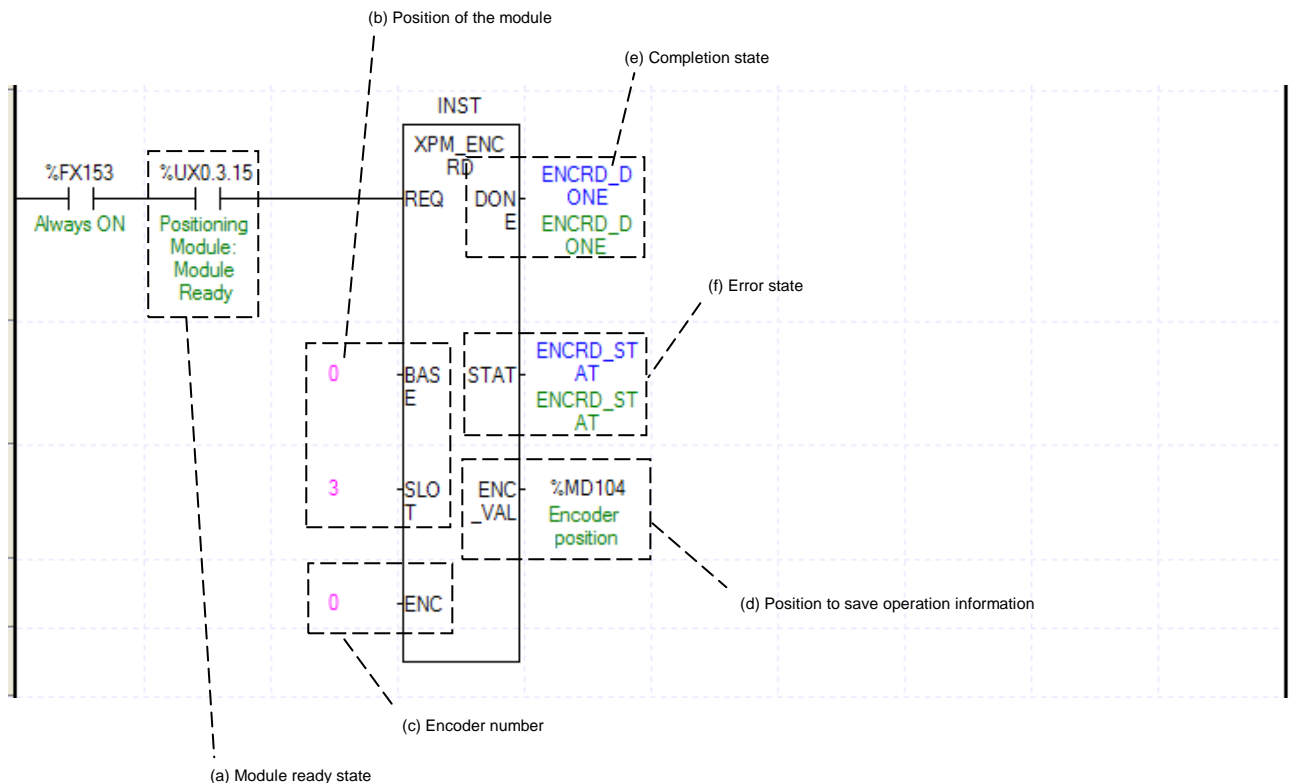 (b) Position of the module
(e) Completion state
INST
XPM_ENC
RD
%FX153
%UX0.3.15
REQ
DON
E
ENCRD_D
ONE
ENCRD_D
ONE
Always ON
Positioning
Module:
Module
Ready
(f) Error state
0
BAS
E
STAT
ENCRD_ST
AT
ENCRD_ST
AT
3
SLO
T
ENC
_VAL
%MD104
Encoder
position
0
ENC
(d) Position to save operation information
(c) Encoder number
(a) Module ready state